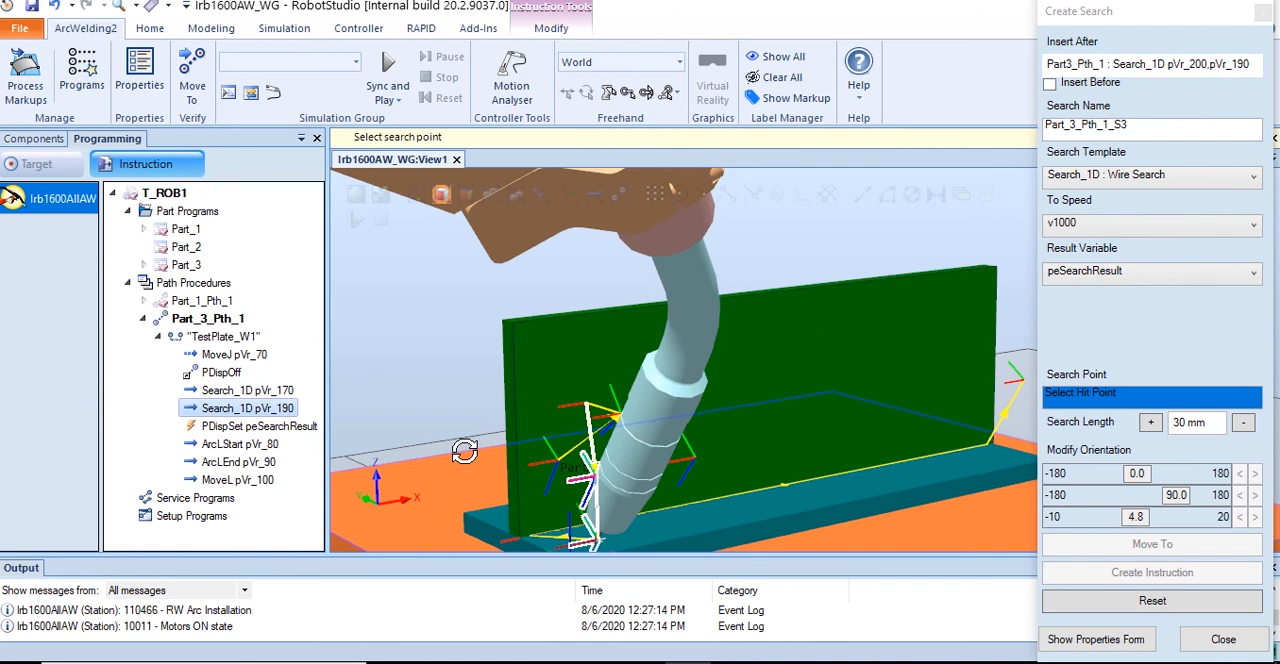 Irb1600AW_WG - RobotStudio [Internal build 20.2.9037.0]
Instruction Tools
File ArcWelding2 Home Modeling Simulation Controller RAPID Add-Ins Modify
Process Markups
Programs
Properties
Move To
Sync and Play
Pause
Stop
Reset
Motion Analyser
World
Virtual Reality
Show All
Clear All
Show Markup
Help
Manage Properties Verify Simulation Group Controller Tools Freehand Graphics Label Manager Help
Components Programming
Target Instruction
Irb1600AIIAW
T_ROB1
Part Programs
Part_1
Part_2
Part_3
Path Procedures
Part_1_Pth_1
Part_3_Pth_1
"TestPlate_W1"
MoveJ pVr_70
PDispOff
Search_1D pVr_170
Search_1D pVr_190
PDispSet peSearchResult
ArcLStart pVr_80
ArcLEnd pVr_90
MoveL pVr_100
Service Programs
Setup Programs
Select search point
Irb1600AW_WG:View1
Z
Y
X
Create Search
Insert After
Part3_Pth_1 : Search_1D pVr_200,pVr_190
Insert Before
Search Name
Part_3_Pth_1_S3
Search Template
Search_1D : Wire Search
To Speed
v1000
Result Variable
peSearchResult
Search Point
Select Hit Point
Search Length + 30 mm -
Modify Orientation
-180 0.0 180 < >
-180 90.0 180 < >
-10 4.8 20 < >
Move To
Create Instruction
Reset
Show Properties Form Close
Output
Show messages from: All messages Time Category
Irb1600AIIAW (Station): 110466 - RW Arc Installation 8/6/2020 12:27:14 PM Event Log
Irb1600AIIAW (Station): 10011 - Motors ON state 8/6/2020 12:27:14 PM Event Log